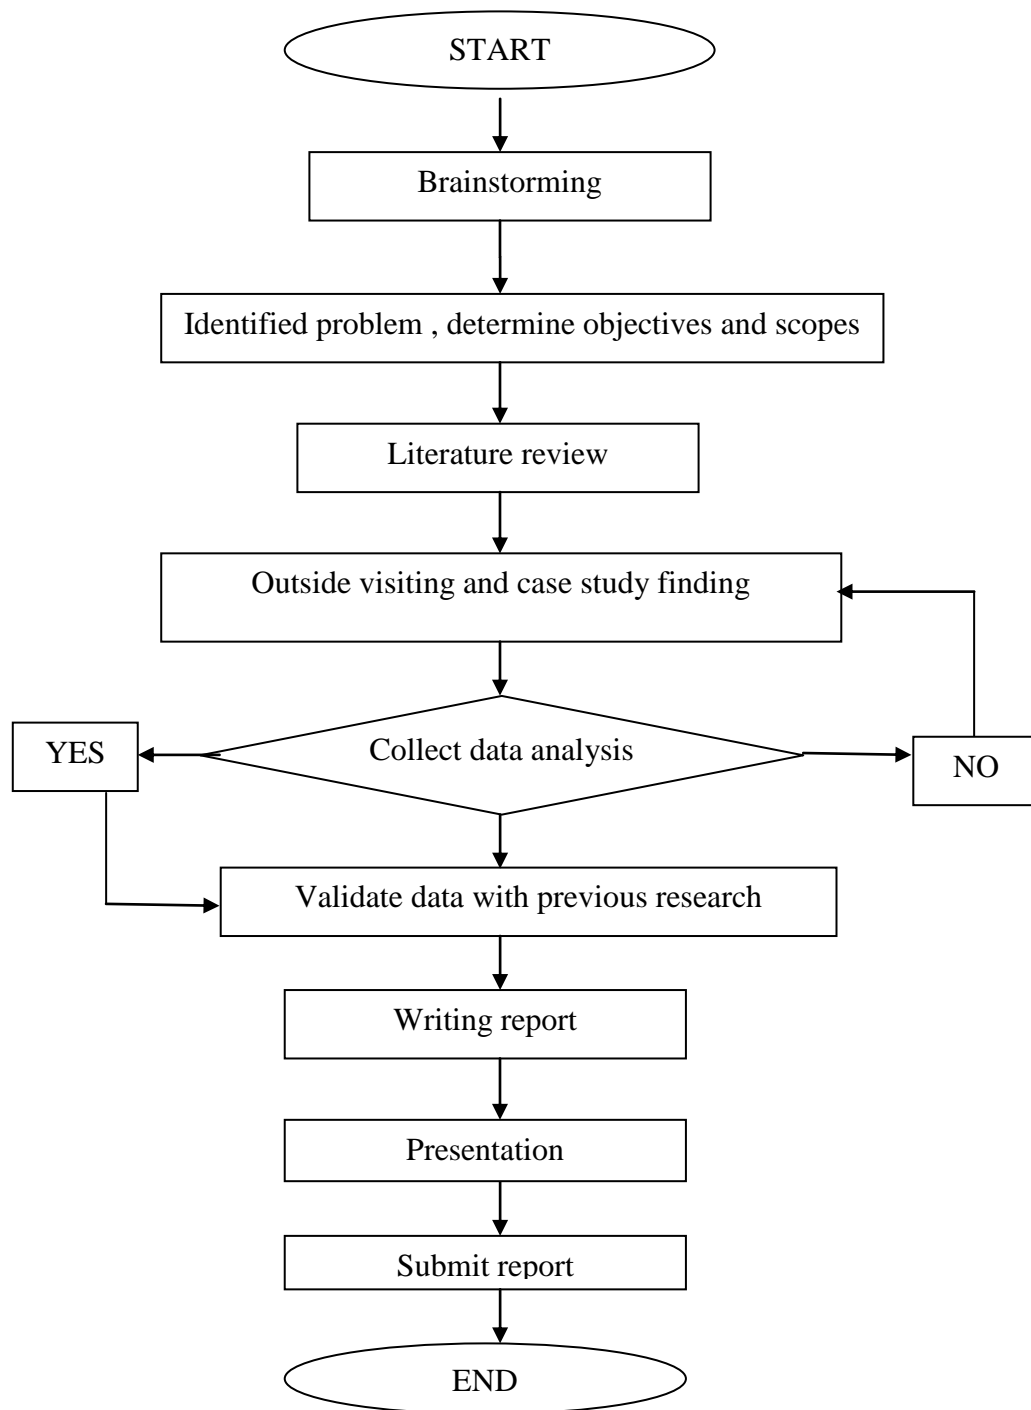 START
Brainstorming
Identified problem , determine objectives and scopes
Literature review
Outside visiting and case study finding
YES
Collect data analysis
NO
Validate data with previous research
Writing report
Presentation
Submit report
END